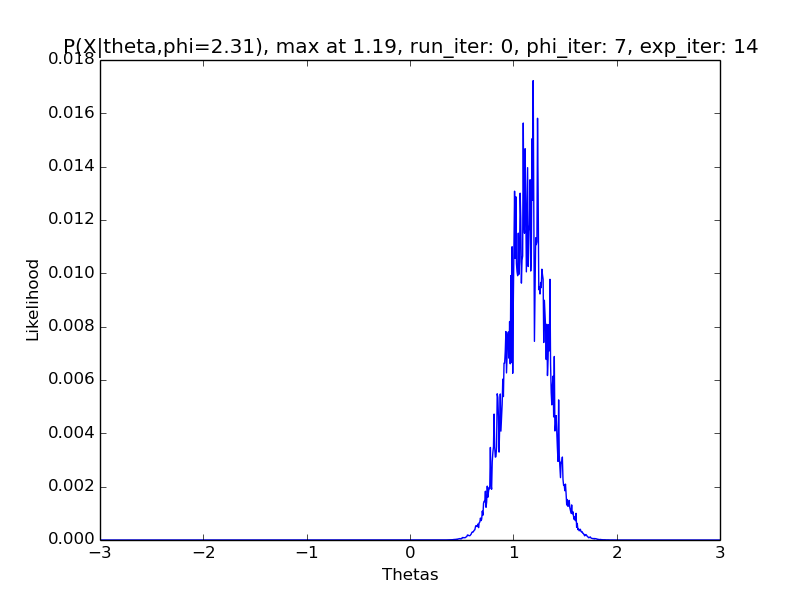 P(X|theta,phi=2.31), max at 1.19, run_iter: 0, phi_iter: 7, exp_iter: 14
0.018
0.016
0.014
0.012
0.010
0.008
0.006
0.004
0.002
0.000
Likelihood
−3 −2 −1 0 1 2 3
Thetas